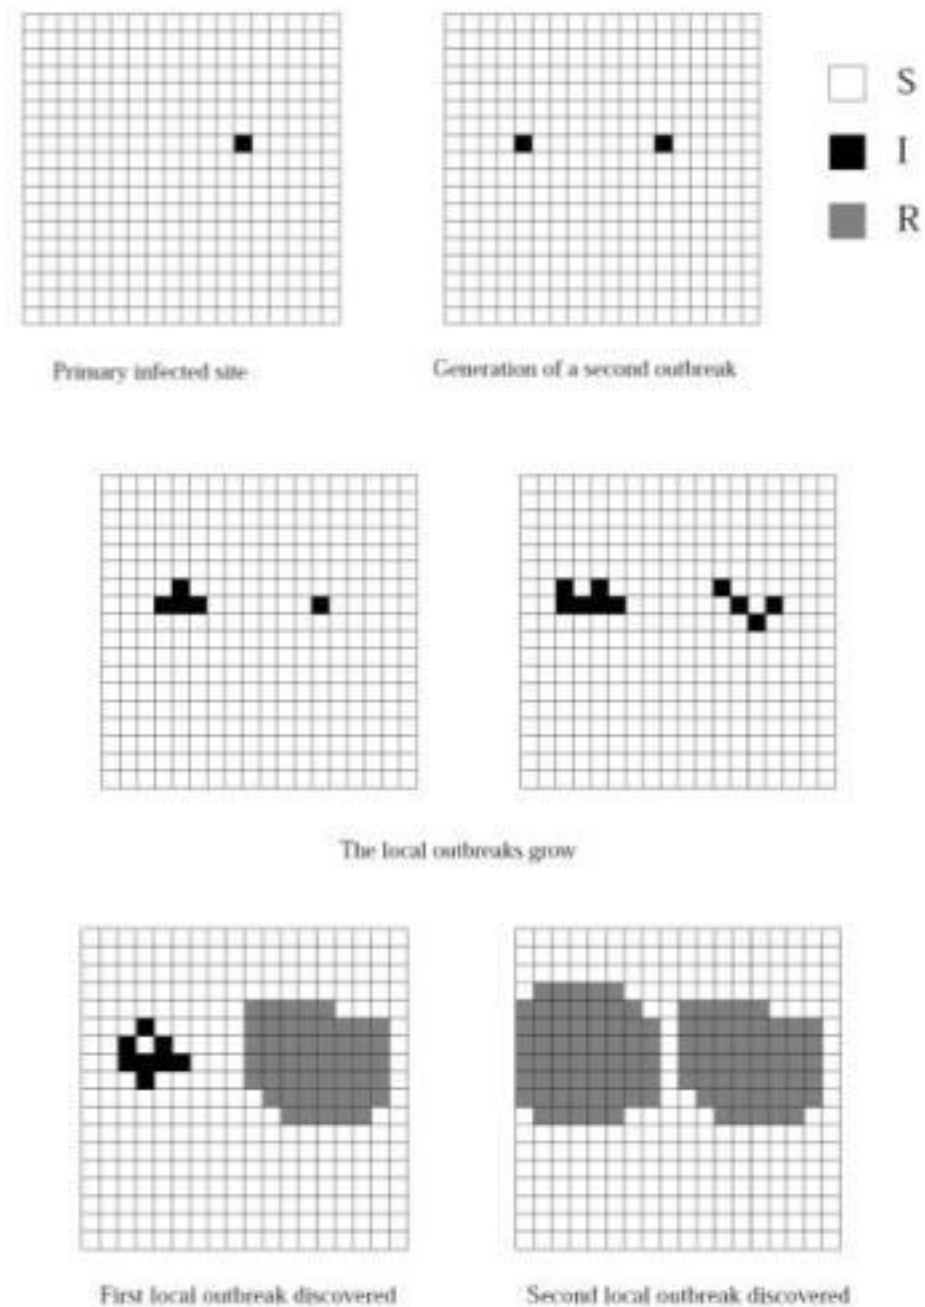 S
I
R
Primary infected site
Generation of a second outbreak
The local outbreaks grow
First local outbreak discovered
Second local outbreak discovered